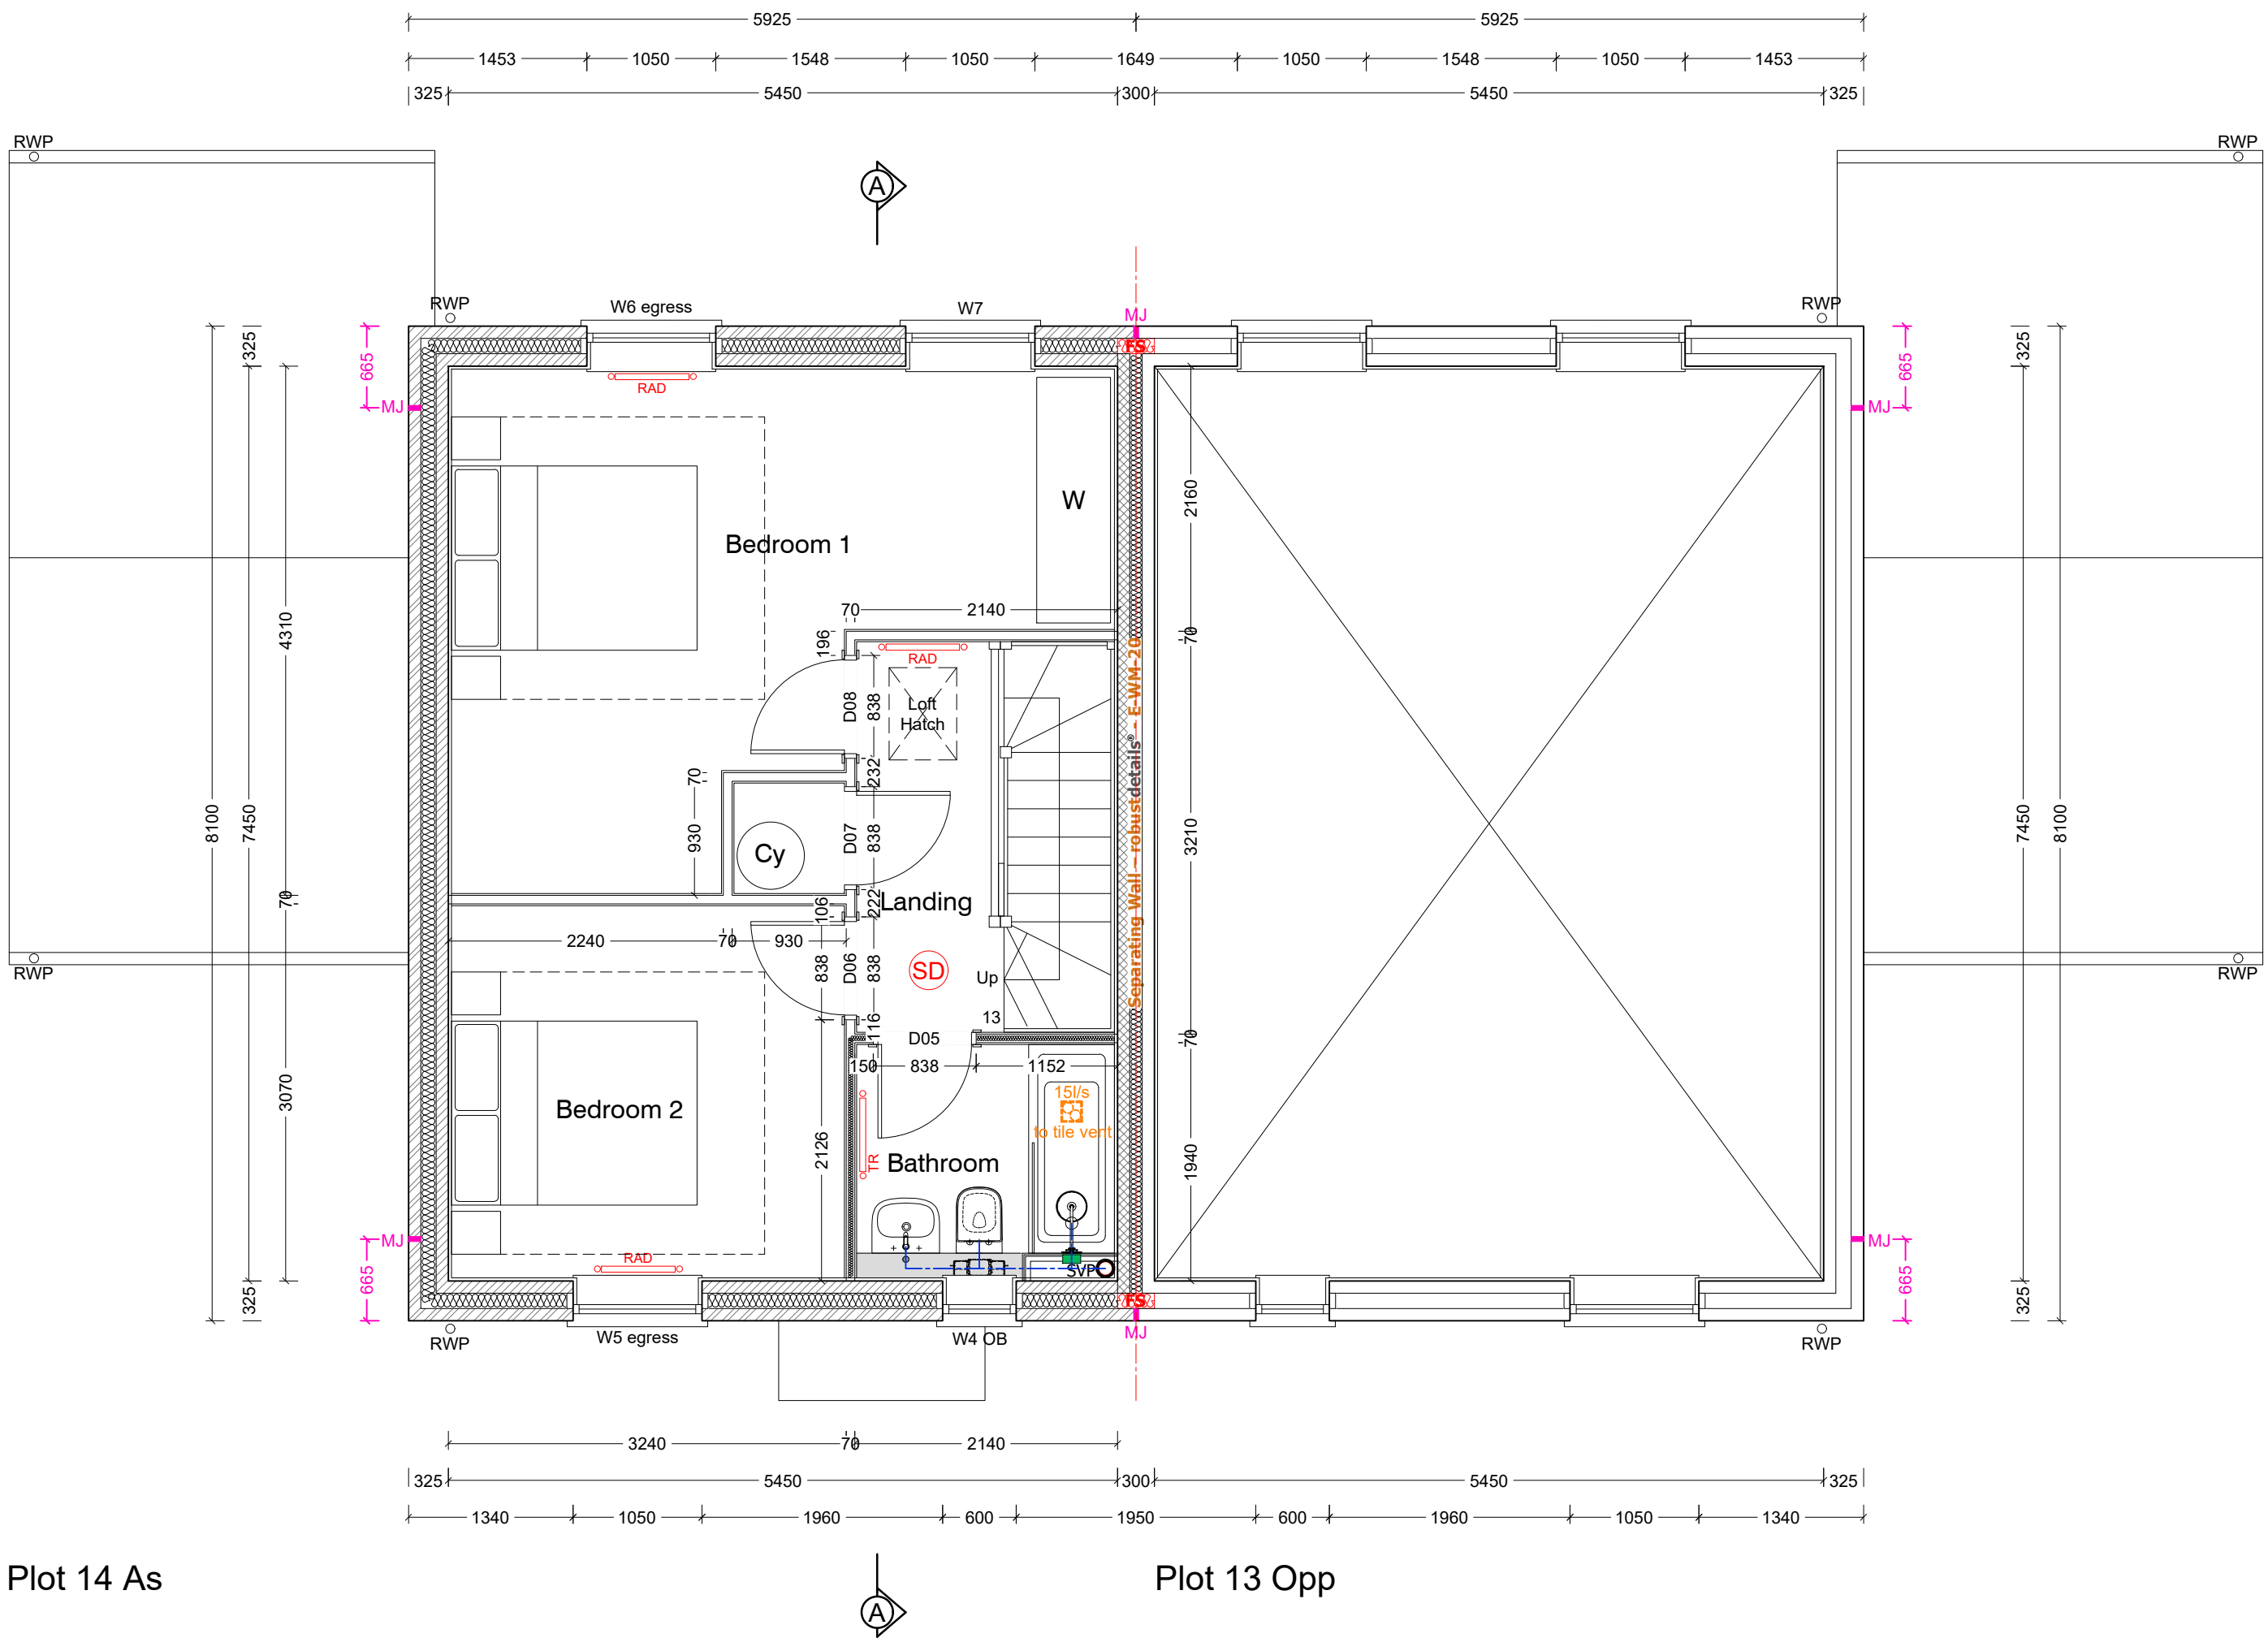 5925 5925
1453 1050 1548 1050 1649 1050 1548 1050 1453
325 5450 300 5450 325
RWP RWP
A
RWP W6 egress W7 MJ RWP
665 325 FS 325 665
MJ RAD MJ
W 2160
Bedroom 1
70 2140
196 70
4310 RAD
D08 838 Loft
Hatch
Separating Wall - robustdetails® - E-WM-20
70 232
8100 7450 930 Cy D07 838 3210 7450 8100
70 106 222 Landing
2240 70 930
838 D06 838 SD Up
RWP RWP
116 13
D05 70
150 838 1152
3070 15l/s
Bedroom 2 to tile vent
2126 TR Bathroom 1940
MJ MJ
665 RAD SVP 665
325 FS 325
RWP W5 egress W4 OB MJ RWP
3240 70 2140
325 5450 300 5450 325
1340 1050 1960 600 1950 600 1960 1050 1340
Plot 14 As Plot 13 Opp
A